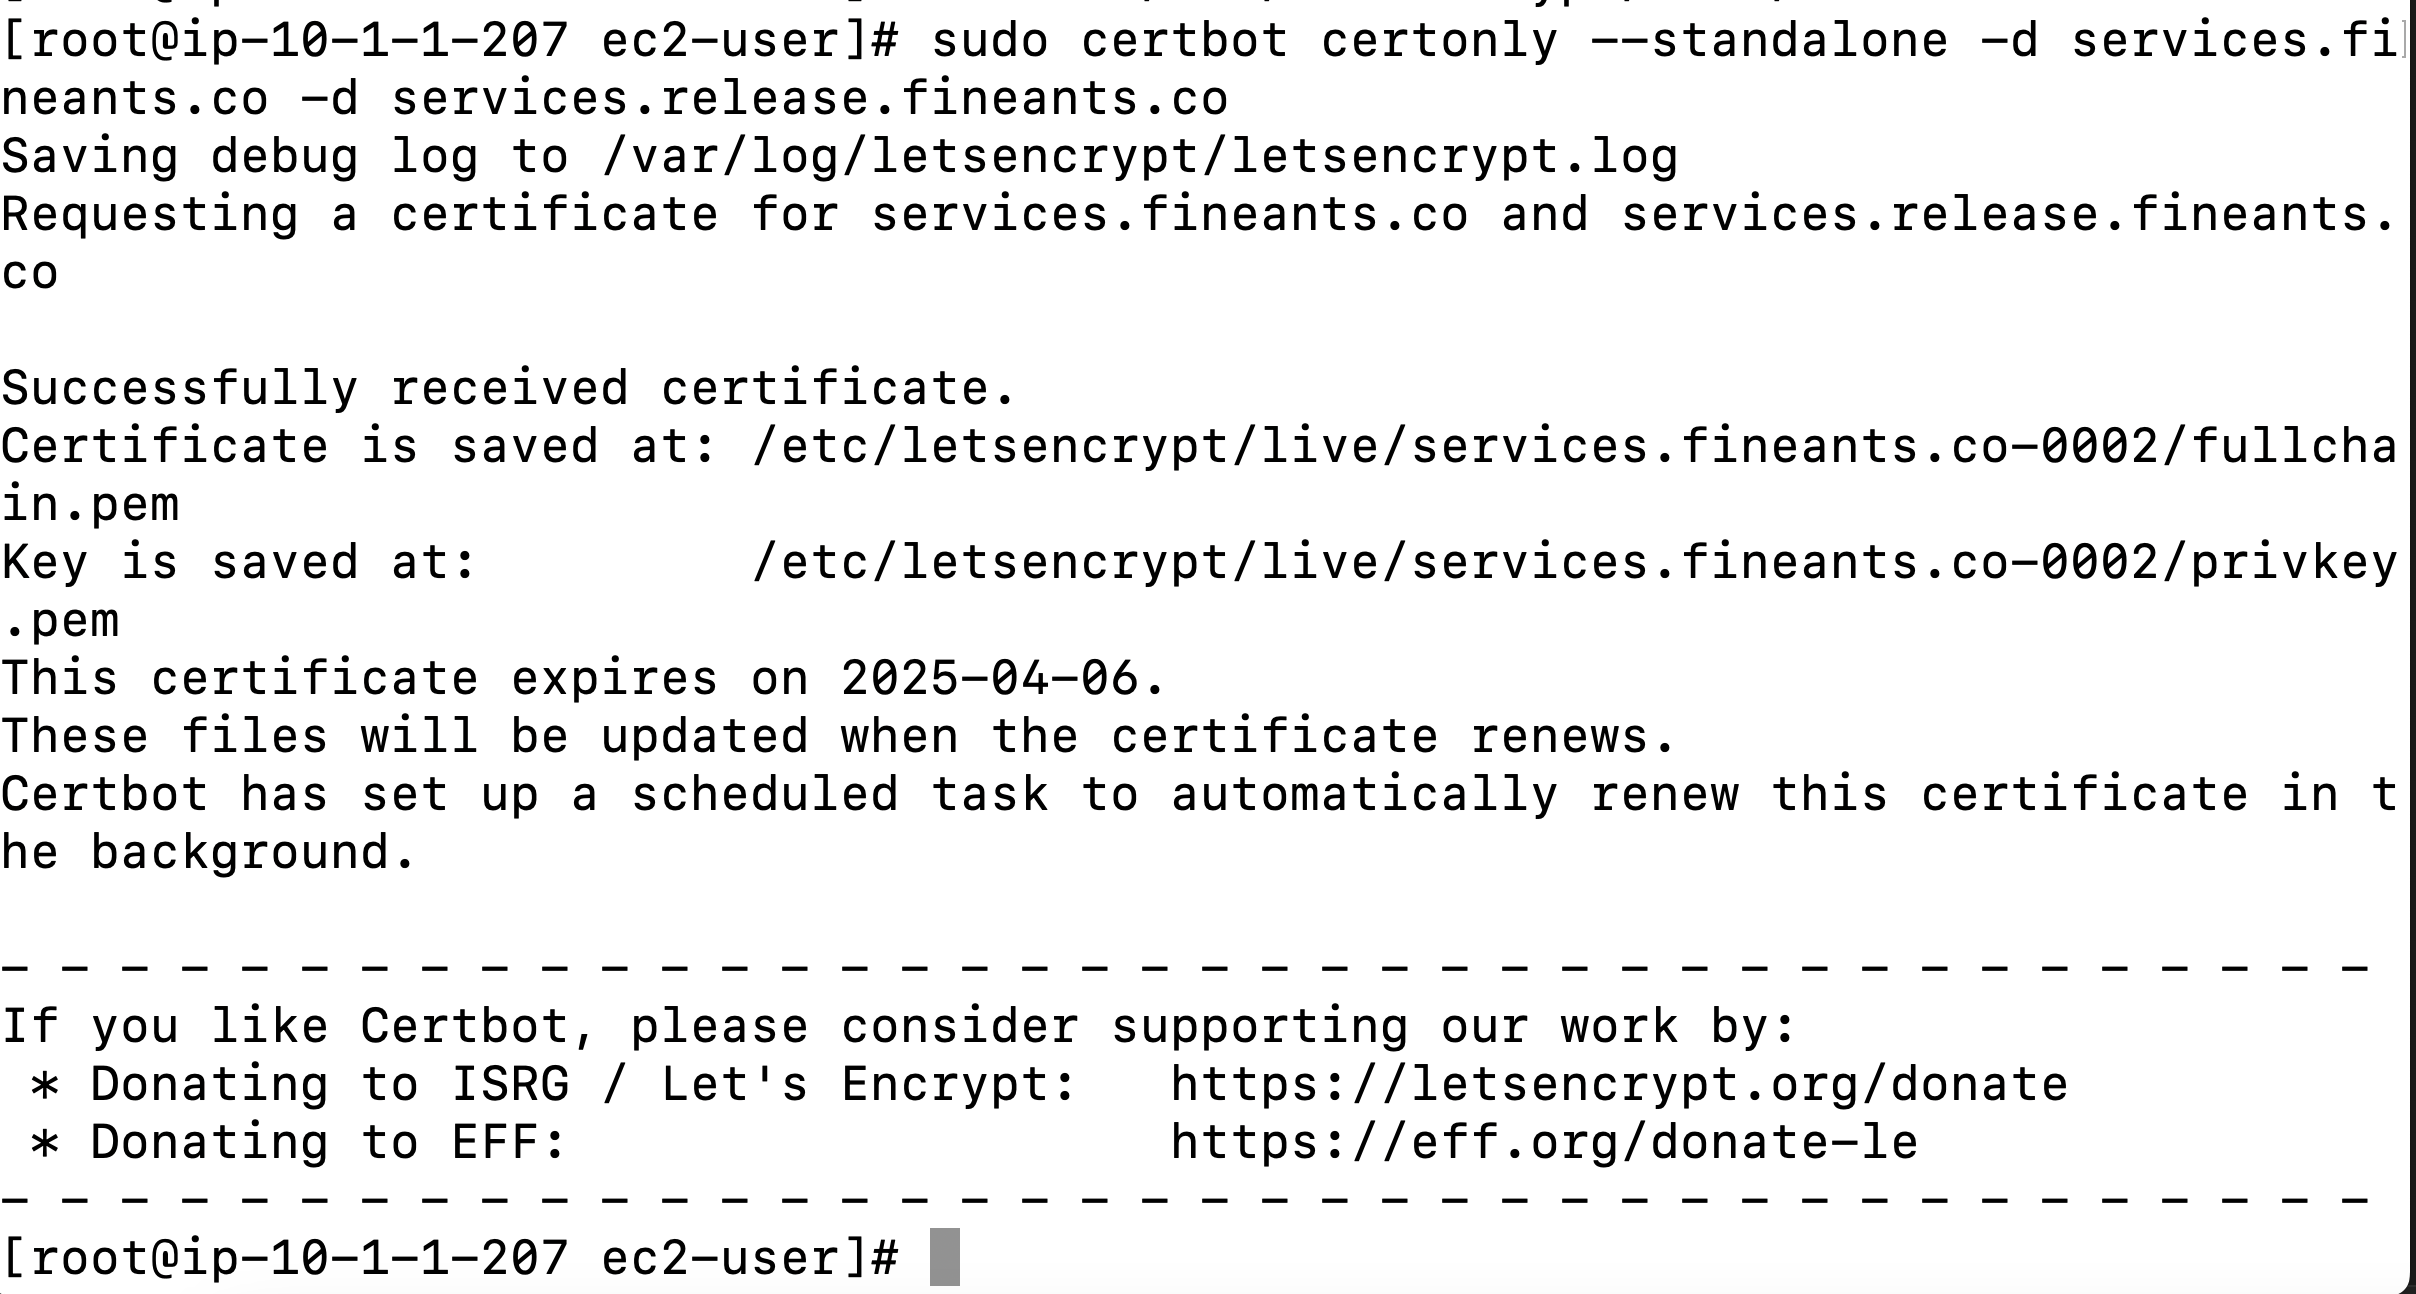 [root@ip-10-1-1-207 ec2-user]# sudo certbot certonly --standalone -d services.fi
neants.co -d services.release.fineants.co
Saving debug log to /var/log/letsencrypt/letsencrypt.log
Requesting a certificate for services.fineants.co and services.release.fineants.
co

Successfully received certificate.
Certificate is saved at: /etc/letsencrypt/live/services.fineants.co-0002/fullcha
in.pem
Key is saved at:         /etc/letsencrypt/live/services.fineants.co-0002/privkey
.pem
This certificate expires on 2025-04-06.
These files will be updated when the certificate renews.
Certbot has set up a scheduled task to automatically renew this certificate in t
he background.

- - - - - - - - - - - - - - - - - - - - - - - - - - - - - - - - - - - - - - - -
If you like Certbot, please consider supporting our work by:
 * Donating to ISRG / Let's Encrypt:   https://letsencrypt.org/donate
 * Donating to EFF:                    https://eff.org/donate-le
- - - - - - - - - - - - - - - - - - - - - - - - - - - - - - - - - - - - - - - -
[root@ip-10-1-1-207 ec2-user]#